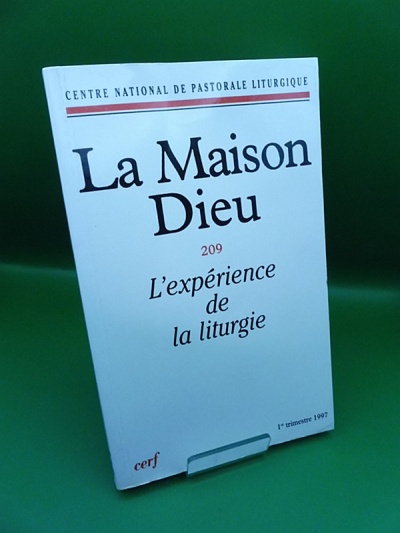 CENTRE NATIONAL DE PASTORALE LITURGIQUE
La Maison
Dieu
209
L'expérience
de
la liturgie
1er trimestre 1997
cerf